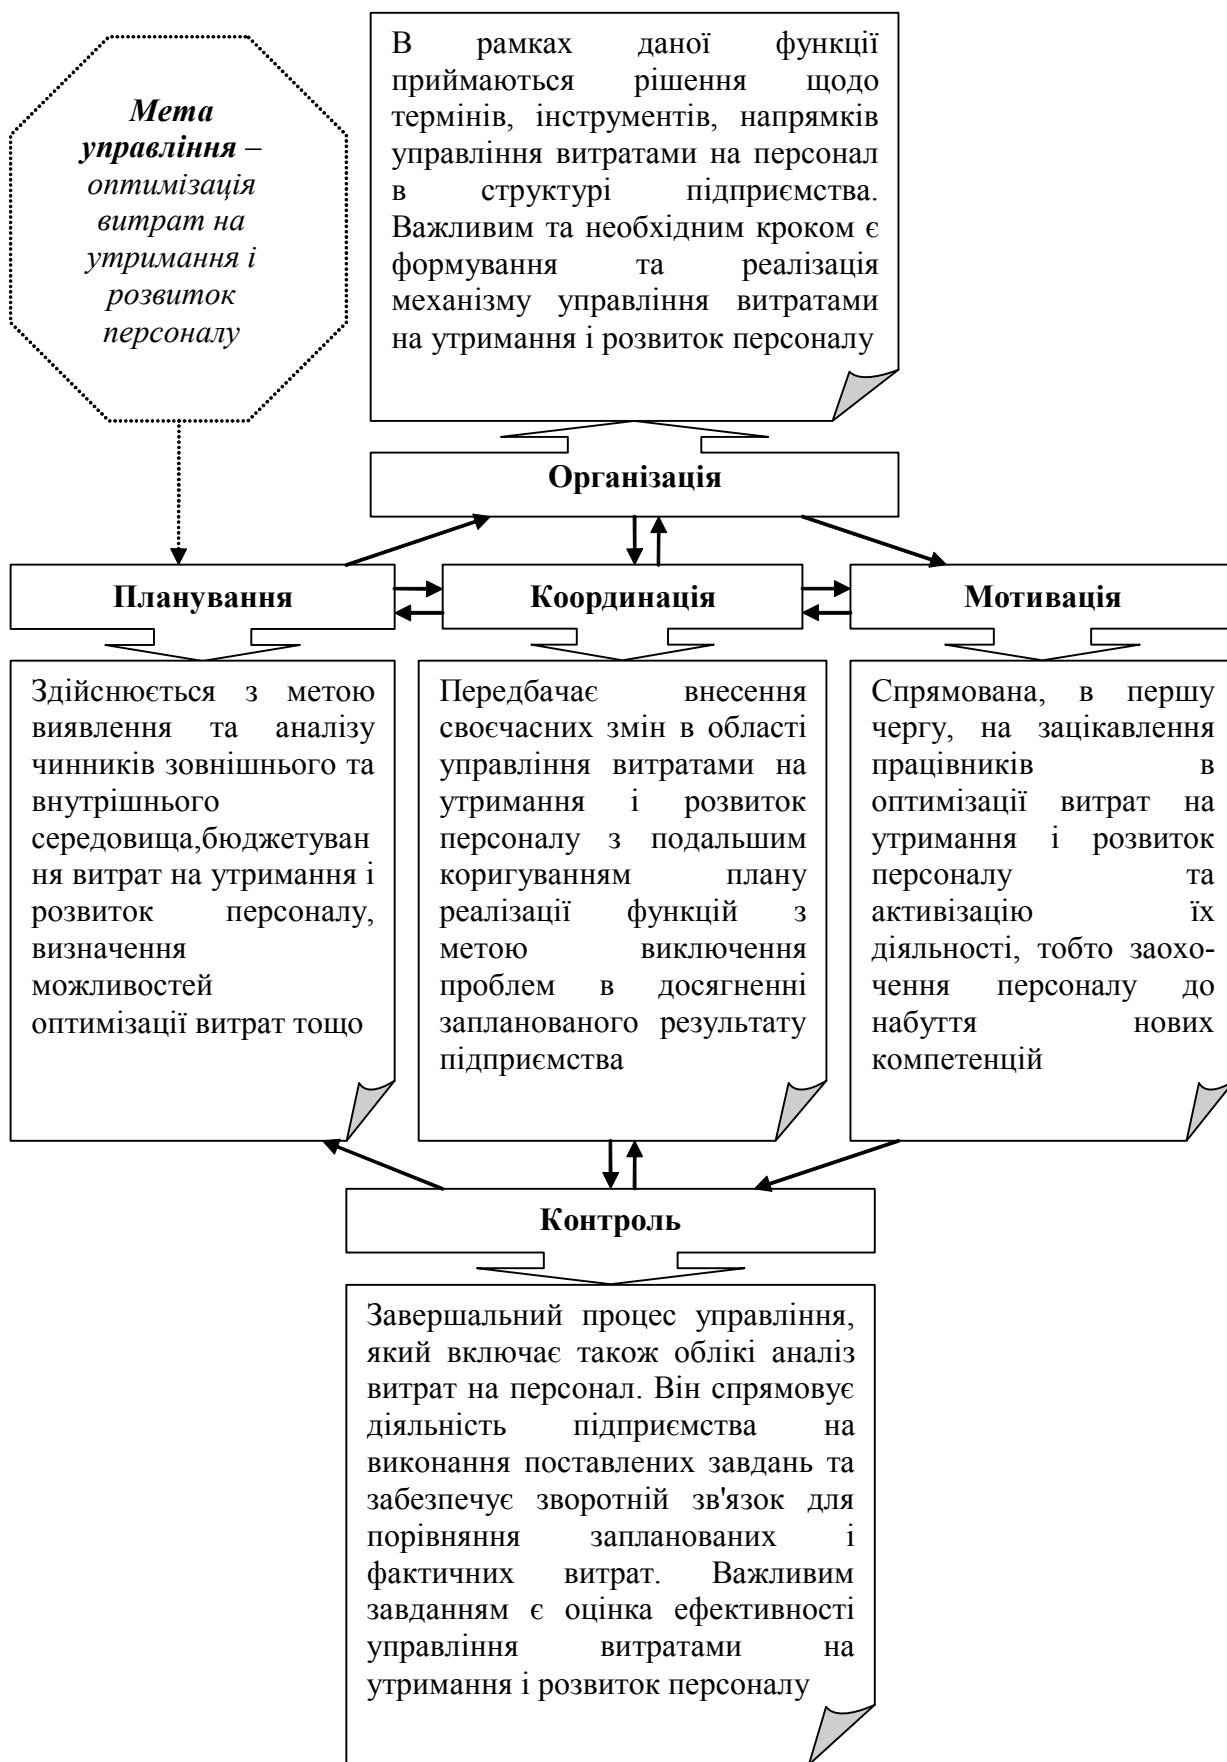 Мета
управління –
оптимізація
витрат на
утримання і
розвиток
персоналу
В рамках даної функції
приймаються рішення щодо
термінів, інструментів, напрямків
управління витратами на персонал
в структурі підприємства.
Важливим та необхідним кроком є
формування та реалізація
механізму управління витратами
на утримання і розвиток персоналу
Організація
Планування
Координація
Мотивація
Здійснюється з метою
виявлення та аналізу
чинників зовнішнього та
внутрішнього
середовища,бюджетуван
ня витрат на утримання і
розвиток персоналу,
визначення
можливостей
оптимізації витрат тощо
Передбачає внесення
своєчасних змін в області
управління витратами на
утримання і розвиток
персоналу з подальшим
коригуванням плану
реалізації функцій з
метою виключення
проблем в досягненні
запланованого результату
підприємства
Спрямована, в першу
чергу, на зацікавлення
працівників в
оптимізації витрат на
утримання і розвиток
персоналу та
активізацію їх
діяльності, тобто заохо-
чення персоналу до
набуття нових
компетенцій
Контроль
Завершальний процес управління,
який включає також облікі аналіз
витрат на персонал. Він спрямовує
діяльність підприємства на
виконання поставлених завдань та
забезпечує зворотній зв'язок для
порівняння запланованих і
фактичних витрат. Важливим
завданням є оцінка ефективності
управління витратами на
утримання і розвиток персоналу